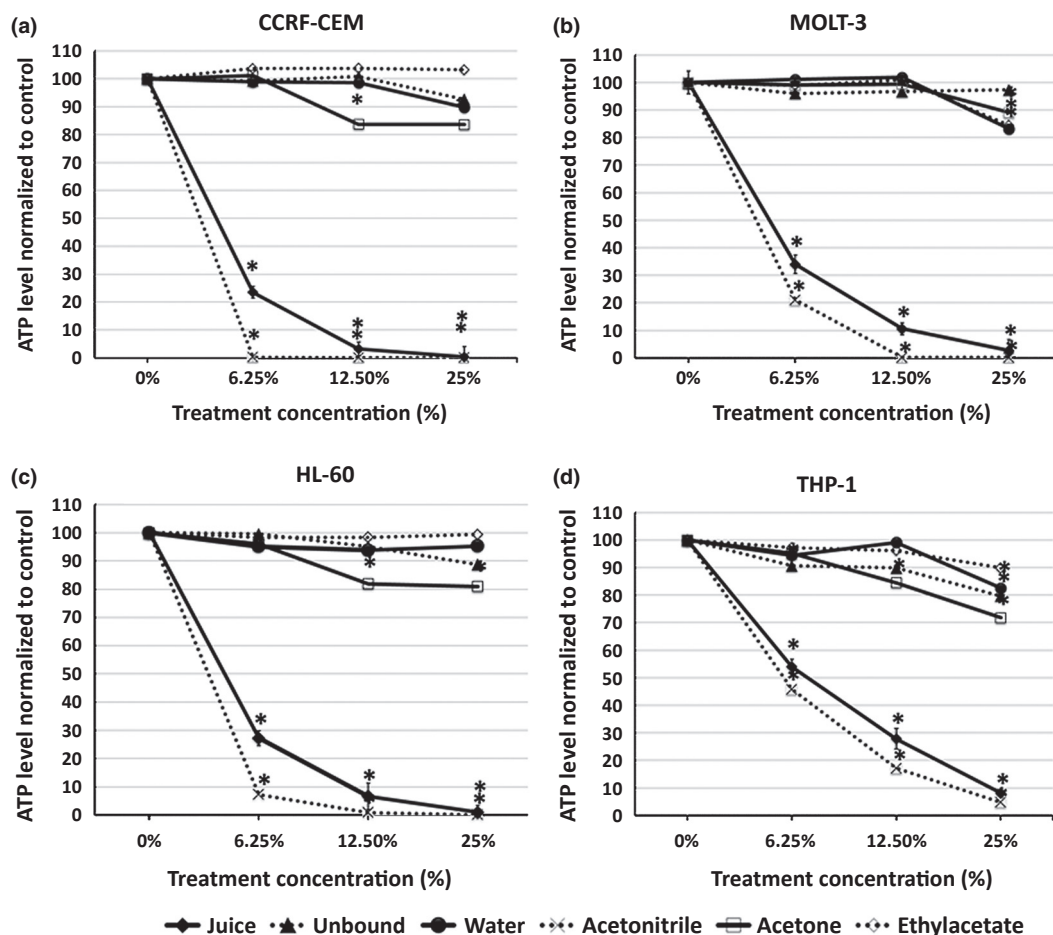 (a) CCRF-CEM
ATP level normalized to control
110
100
90
80
70
60
50
40
30
20
10
0
0% 6.25% 12.50% 25%
Treatment concentration (%)
(b) MOLT-3
ATP level normalized to control
110
100
90
80
70
60
50
40
30
20
10
0
0% 6.25% 12.50% 25%
Treatment concentration (%)
(c) HL-60
ATP level normalized to control
110
100
90
80
70
60
50
40
30
20
10
0
0% 6.25% 12.50% 25%
Treatment concentration (%)
(d) THP-1
ATP level normalized to control
110
100
90
80
70
60
50
40
30
20
10
0
0% 6.25% 12.50% 25%
Treatment concentration (%)
Juice Unbound Water Acetonitrile Acetone Ethylacetate